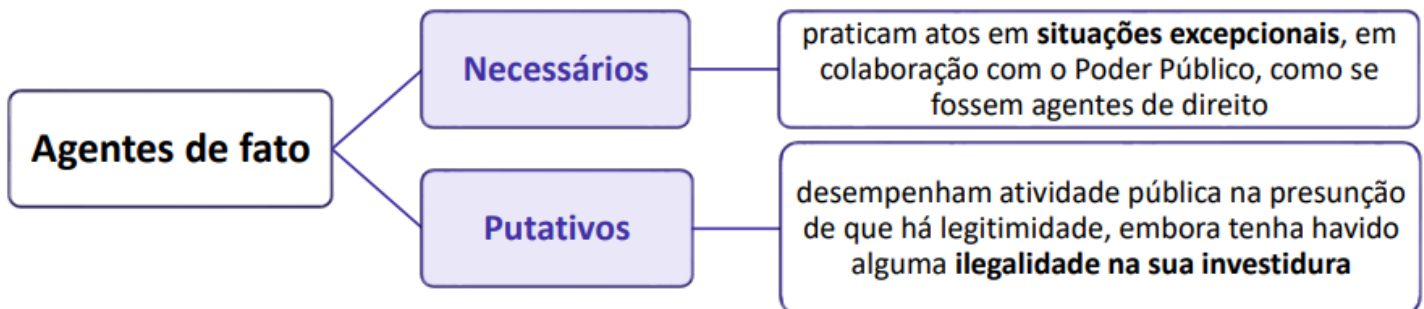 Agentes de fato
Necessários
praticam atos em situações excepcionais, em
colaboração com o Poder Público, como se
fossem agentes de direito
Putativos
desempenham atividade pública na presunção
de que há legitimidade, embora tenha havido
alguma ilegalidade na sua investidura